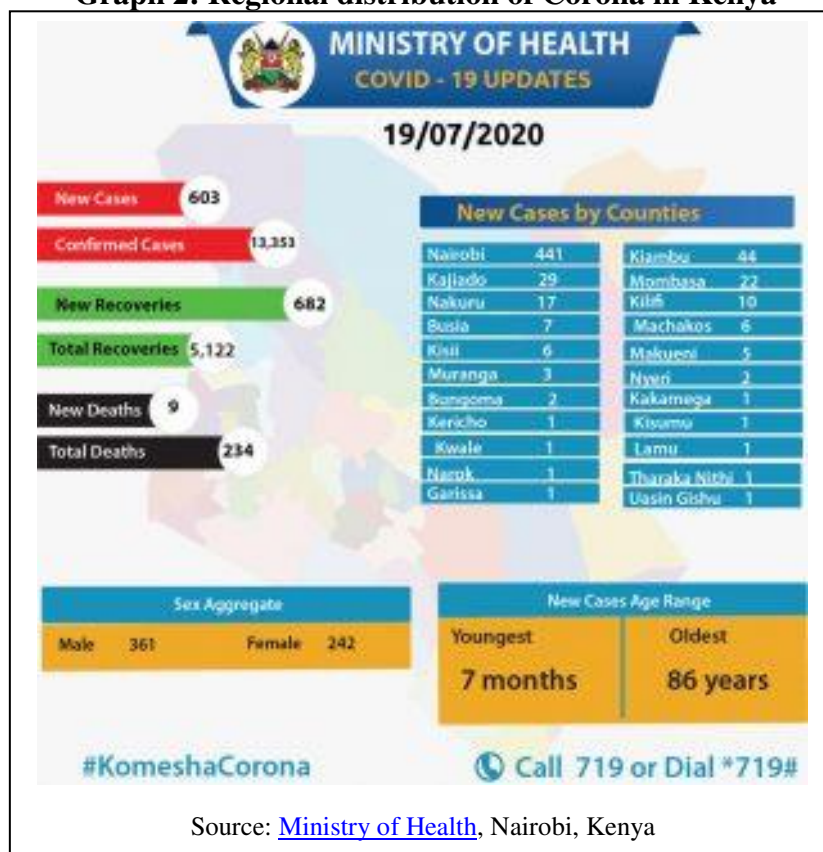 Graph 2: Regional distribution of Corona in Kenya
MINISTRY OF HEALTH
COVID - 19 UPDATES
19/07/2020
New Cases 603
Confirmed Cases 13,353
New Recoveries 682
Total Recoveries 5,122
New Deaths 9
Total Deaths 234
New Cases by Counties
Nairobi 441
Kajiado 29
Nakuru 17
Busia 7
Kisii 6
Muranga 3
Bungoma 2
Kericho 1
Kwale 1
Narok 1
Garissa 1
Kiambu 44
Mombasa 22
Kilifi 10
Machakos 6
Makueni 5
Nyeri 2
Kakamega 1
Kisumu 1
Lamu 1
Tharaka Nithi 1
Uasin Gishu 1
Sex Aggregate
Male 361 Female 242
New Cases Age Range
Youngest Oldest
7 months 86 years
#KomeshaCorona
Call 719 or Dial *719#
Source: Ministry of Health, Nairobi, Kenya